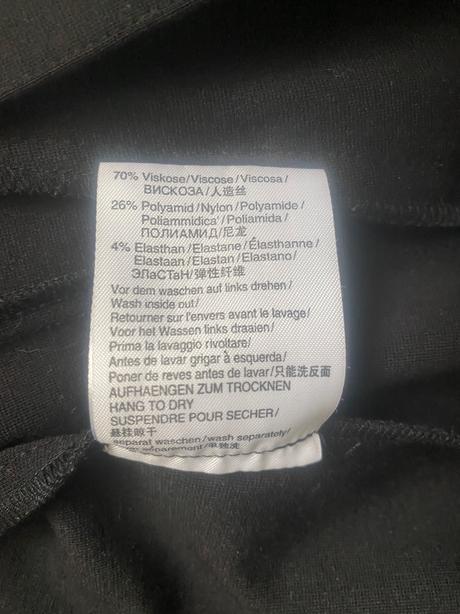 70% Viskose/Viscose/Viscosa/
ВИСКОЗА/人造丝
26% Polyamid/Nylon/Polyamide/
Poliammidica'/Poliamida/
ПОЛИАМИД/尼龙
4% Elasthan/Elastane/Élasthanne/
Elastaan/Elastan/Elastano/
ЭЛаСТаН/弹性纤维
Vor dem waschen auf links drehen/
Wash inside out/
Retourner sur l'envers avant le lavage/
Voor het Wassen links draaien/
Prima la lavaggio rivoltare/
Antes de lavar grigar à esquerda/
Poner de reves antes de lavar/只能洗反面
AUFHAENGEN ZUM TROCKNEN
HANG TO DRY
SUSPENDRE POUR SECHER/
悬挂晾干
separat waschen/wash separately/
séparement/单独洗